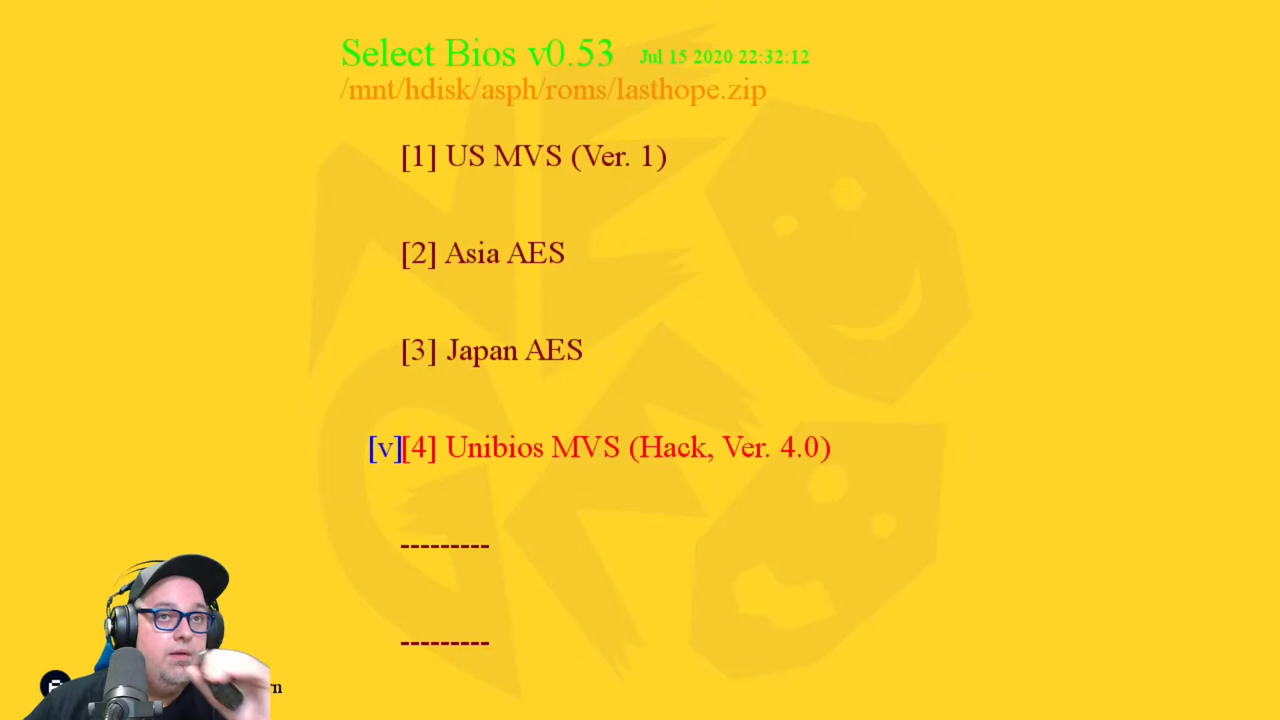 Select Bios v0.53 Jul 15 2020 22:32:12
/mnt/hdisk/asph/roms/lasthope.zip
[1] US MVS (Ver. 1)
[2] Asia AES
[3] Japan AES
[v][4] Unibios MVS (Hack, Ver. 4.0)
---------
---------